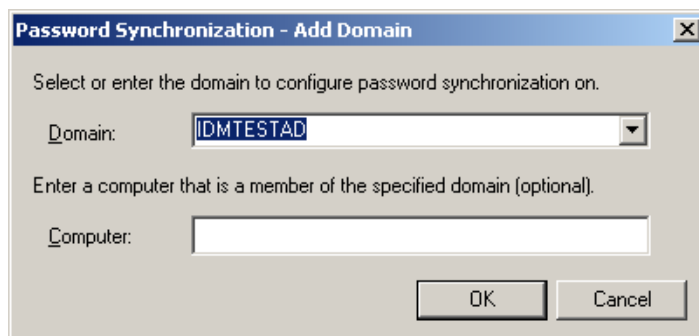 Password Synchronization - Add Domain
Select or enter the domain to configure password synchronization on.
Domain: IDMTESTAD
Enter a computer that is a member of the specified domain (optional).
Computer:
OK Cancel